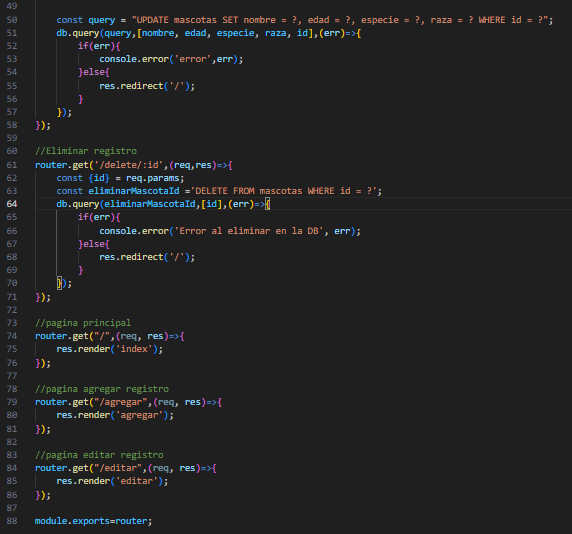 49
50 const query = "UPDATE mascotas SET nombre = ?, edad = ?, especie = ?, raza = ? WHERE id = ?";
51 db.query(query,[nombre, edad, especie, raza, id],(err)=>{
52 if(err){
53 console.error('error',err);
54 }else{
55 res.redirect('/');
56 }
57 });
58 });
59
60 //Eliminar registro
61 router.get('/delete/:id',(req,res)=>{
62 const {id} = req.params;
63 const eliminarMascotaId ='DELETE FROM mascotas WHERE id = ?';
64 db.query(eliminarMascotaId,[id],(err)=>{
65 if(err){
66 console.error('Error al eliminar en la DB', err);
67 }else{
68 res.redirect('/');
69 }
70 });
71 });
72
73 //pagina principal
74 router.get("/",(req, res)=>{
75 res.render('index');
76 });
77
78 //pagina agregar registro
79 router.get("/agregar",(req, res)=>{
80 res.render('agregar');
81 });
82
83 //pagina editar registro
84 router.get("/editar",(req, res)=>{
85 res.render('editar');
86 });
87
88 module.exports=router;